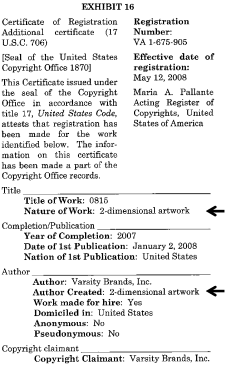 EXHIBIT 16
Certificate of Registration
Additional certificate (17
U.S.C. 706)
[Seal of the United States
Copyright Office 1870]
This Certificate issued under
the seal of the Copyright
Office in accordance with
title 17, United States Code,
attests that registration has
been made for the work
identified below. The infor-
mation on this certificate
has been made a part of the
Copyright Office records.
Registration
Number:
VA 1-675-905
Effective date of
registration:
May 12, 2008
Maria A. Pallante
Acting Register of
Copyrights, United
States of America
Title
Title of Work: 0815
Nature of Work: 2-dimensional artwork
Completion/Publication
Year of Completion: 2007
Date of 1st Publication: January 2, 2008
Nation of 1st Publication: United States
Author
Author: Varsity Brands, Inc.
Author Created: 2-dimensional artwork
Work made for hire: Yes
Domiciled in: United States
Anonymous: No
Pseudonymous: No
Copyright claimant
Copyright Claimant: Varsity Brands, Inc.